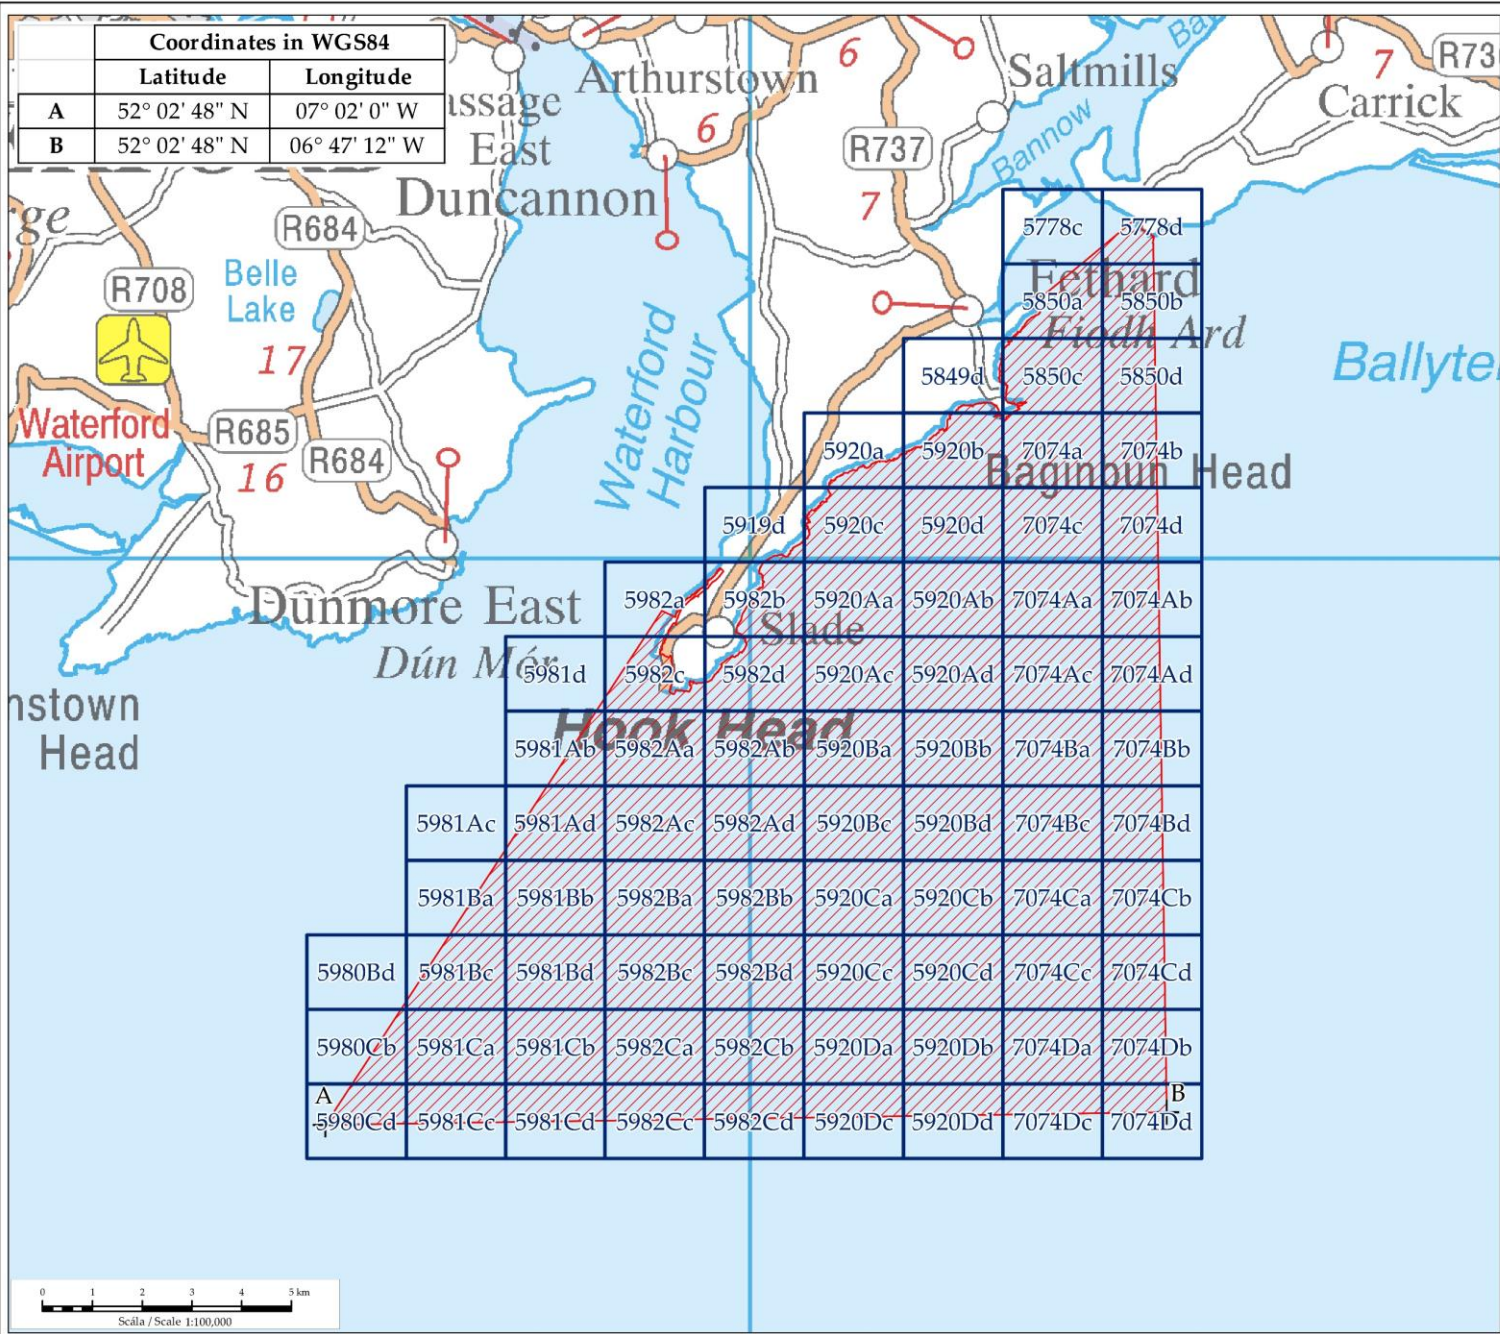 Coordinates in WGS84
Latitude Longitude
A 52° 02' 48" N 07° 02' 0" W
B 52° 02' 48" N 06° 47' 12" W
Arthurstown
6
6
Saltmills
7
Carrick
assage
East
Duncannon
R737
7
Bannow
Ba
R73
ge
R684
R708
Belle
Lake
17
Waterford
Airport
R685
16
R684
Waterford
Harbour
Fethard
Fiodh Ard
Ballyte
Baginbun Head
Dunmore East
Dún Mór
Slade
Hook Head
nstown
Head
5778c 5778d
5850a 5850b
5849d 5850c 5850d
5920a 5920b 7074a 7074b
5919d 5920c 5920d 7074c 7074d
5982a 5982b 5920Aa 5920Ab 7074Aa 7074Ab
5981d 5982c 5982d 5920Ac 5920Ad 7074Ac 7074Ad
5981Ab 5982Aa 5982Ab 5920Ba 5920Bb 7074Ba 7074Bb
5981Ac 5981Ad 5982Ac 5982Ad 5920Bc 5920Bd 7074Bc 7074Bd
5981Ba 5981Bb 5982Ba 5982Bb 5920Ca 5920Cb 7074Ca 7074Cb
5980Bd 5981Bc 5981Bd 5982Bc 5982Bd 5920Cc 5920Cd 7074Cc 7074Cd
5980Cb 5981Ca 5981Cb 5982Ca 5982Cb 5920Da 5920Db 7074Da 7074Db
A B
5980Cd 5981Cc 5981Cd 5982Cc 5982Cd 5920Dc 5920Dd 7074Dc 7074Dd
0 1 2 3 4 5 km
Scála / Scale 1:100,000